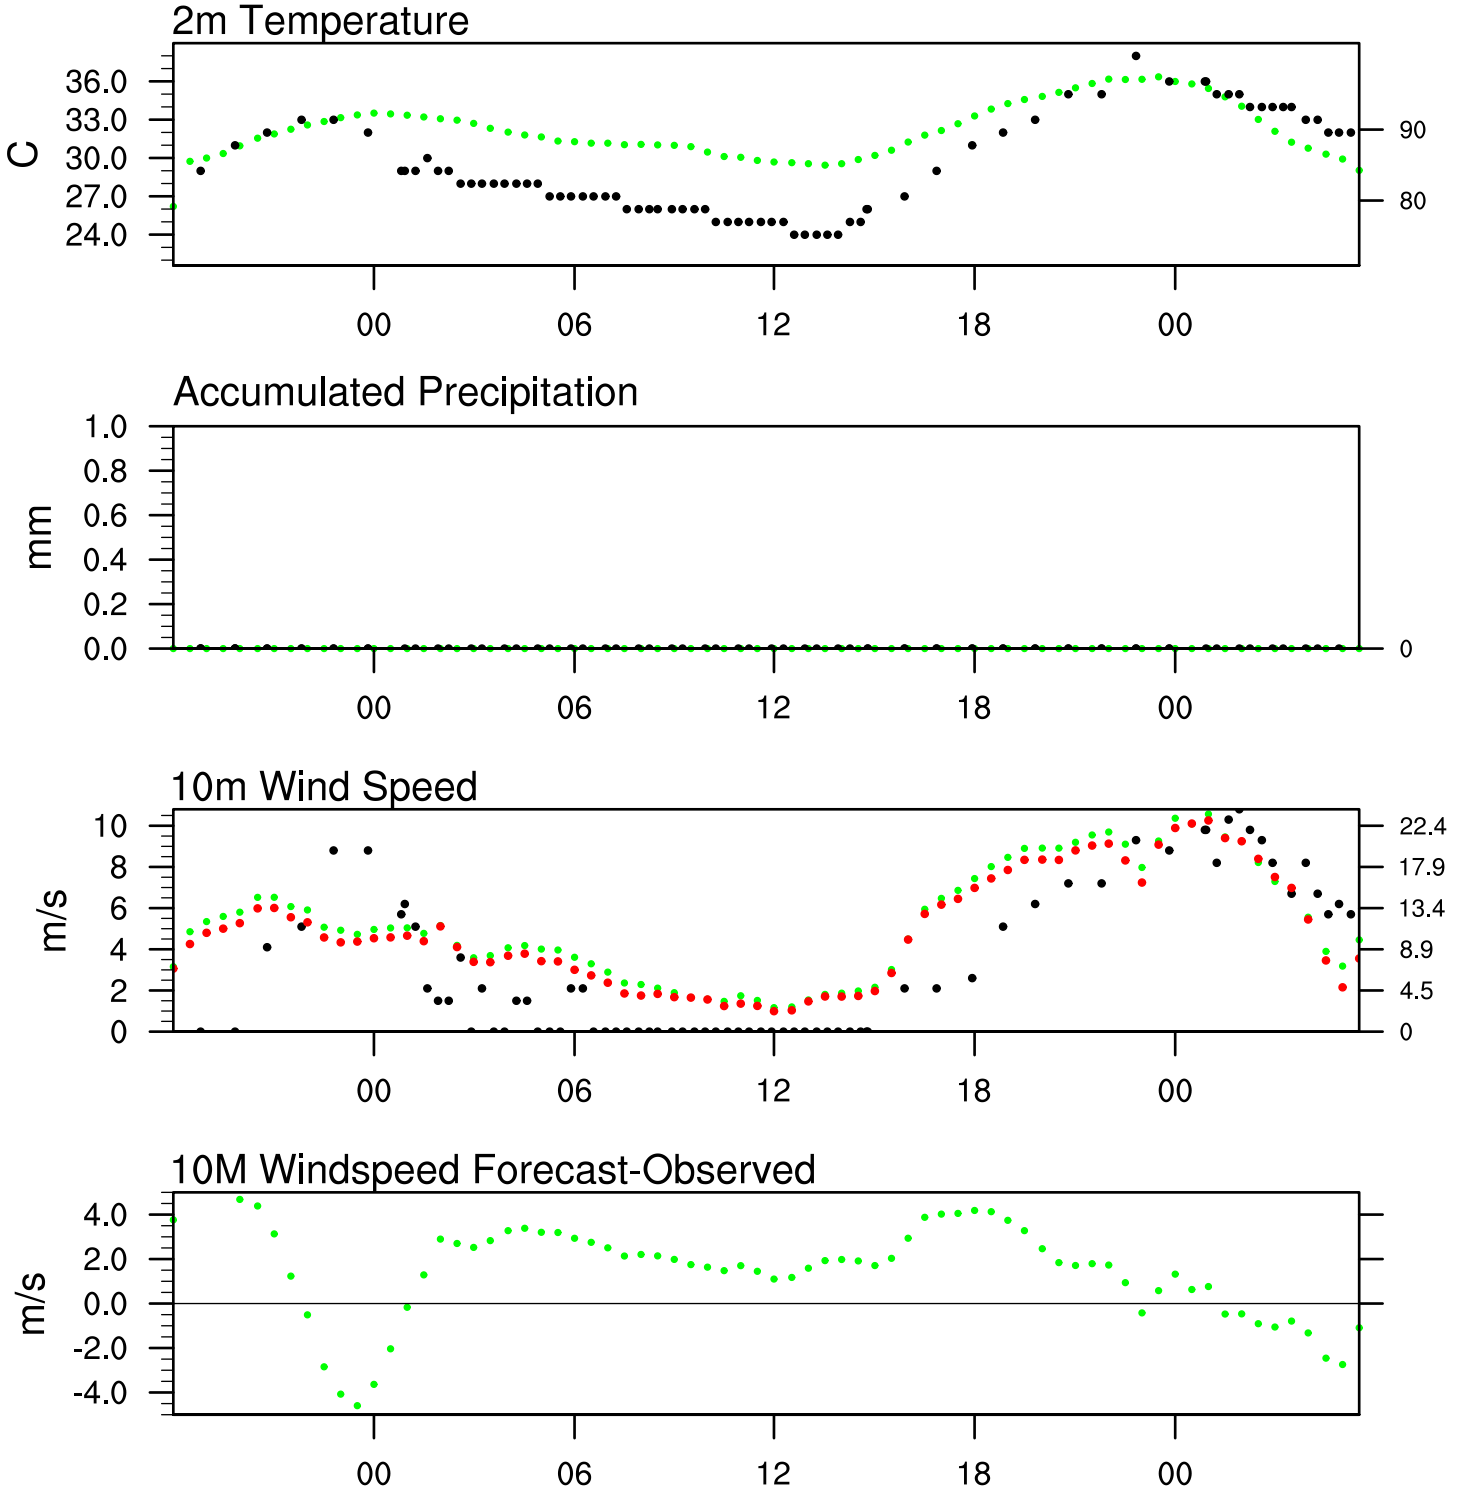 2m Temperature
36.0
33.0
30.0
27.0
24.0
C
90
80
00 06 12 18 00
Accumulated Precipitation
1.0
0.8
0.6
0.4
0.2
0.0
mm
0
00 06 12 18 00
10m Wind Speed
10
8
6
4
2
0
m/s
22.4
17.9
13.4
8.9
4.5
0
00 06 12 18 00
10M Windspeed Forecast-Observed
4.0
2.0
0.0
-2.0
-4.0
m/s
00 06 12 18 00